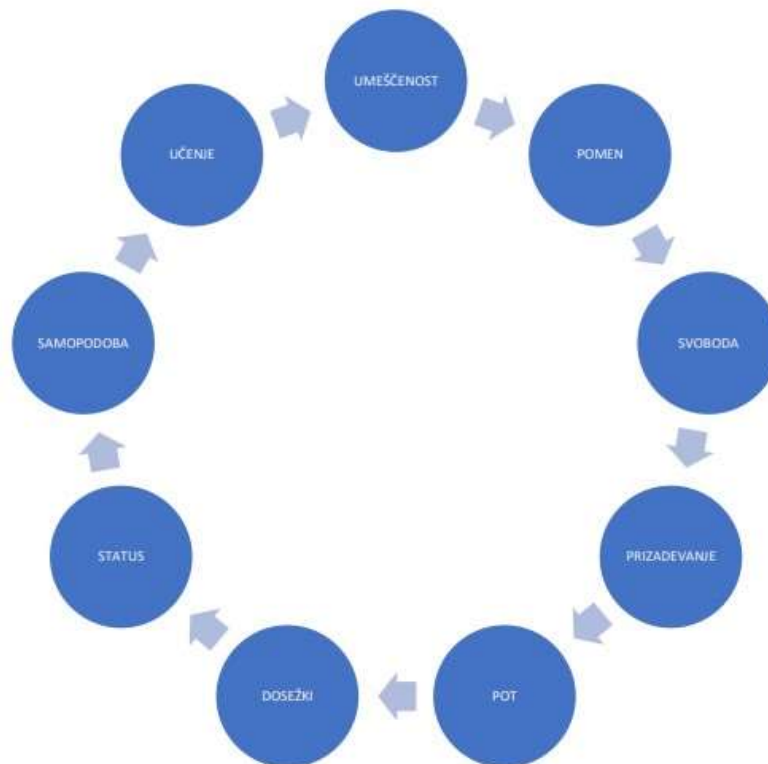 UMEŠČENOST
POMEN
SVOBODA
PRIZADEVANJE
POT
DOSEŽKI
STATUS
SAMOPODOBA
UČENJE